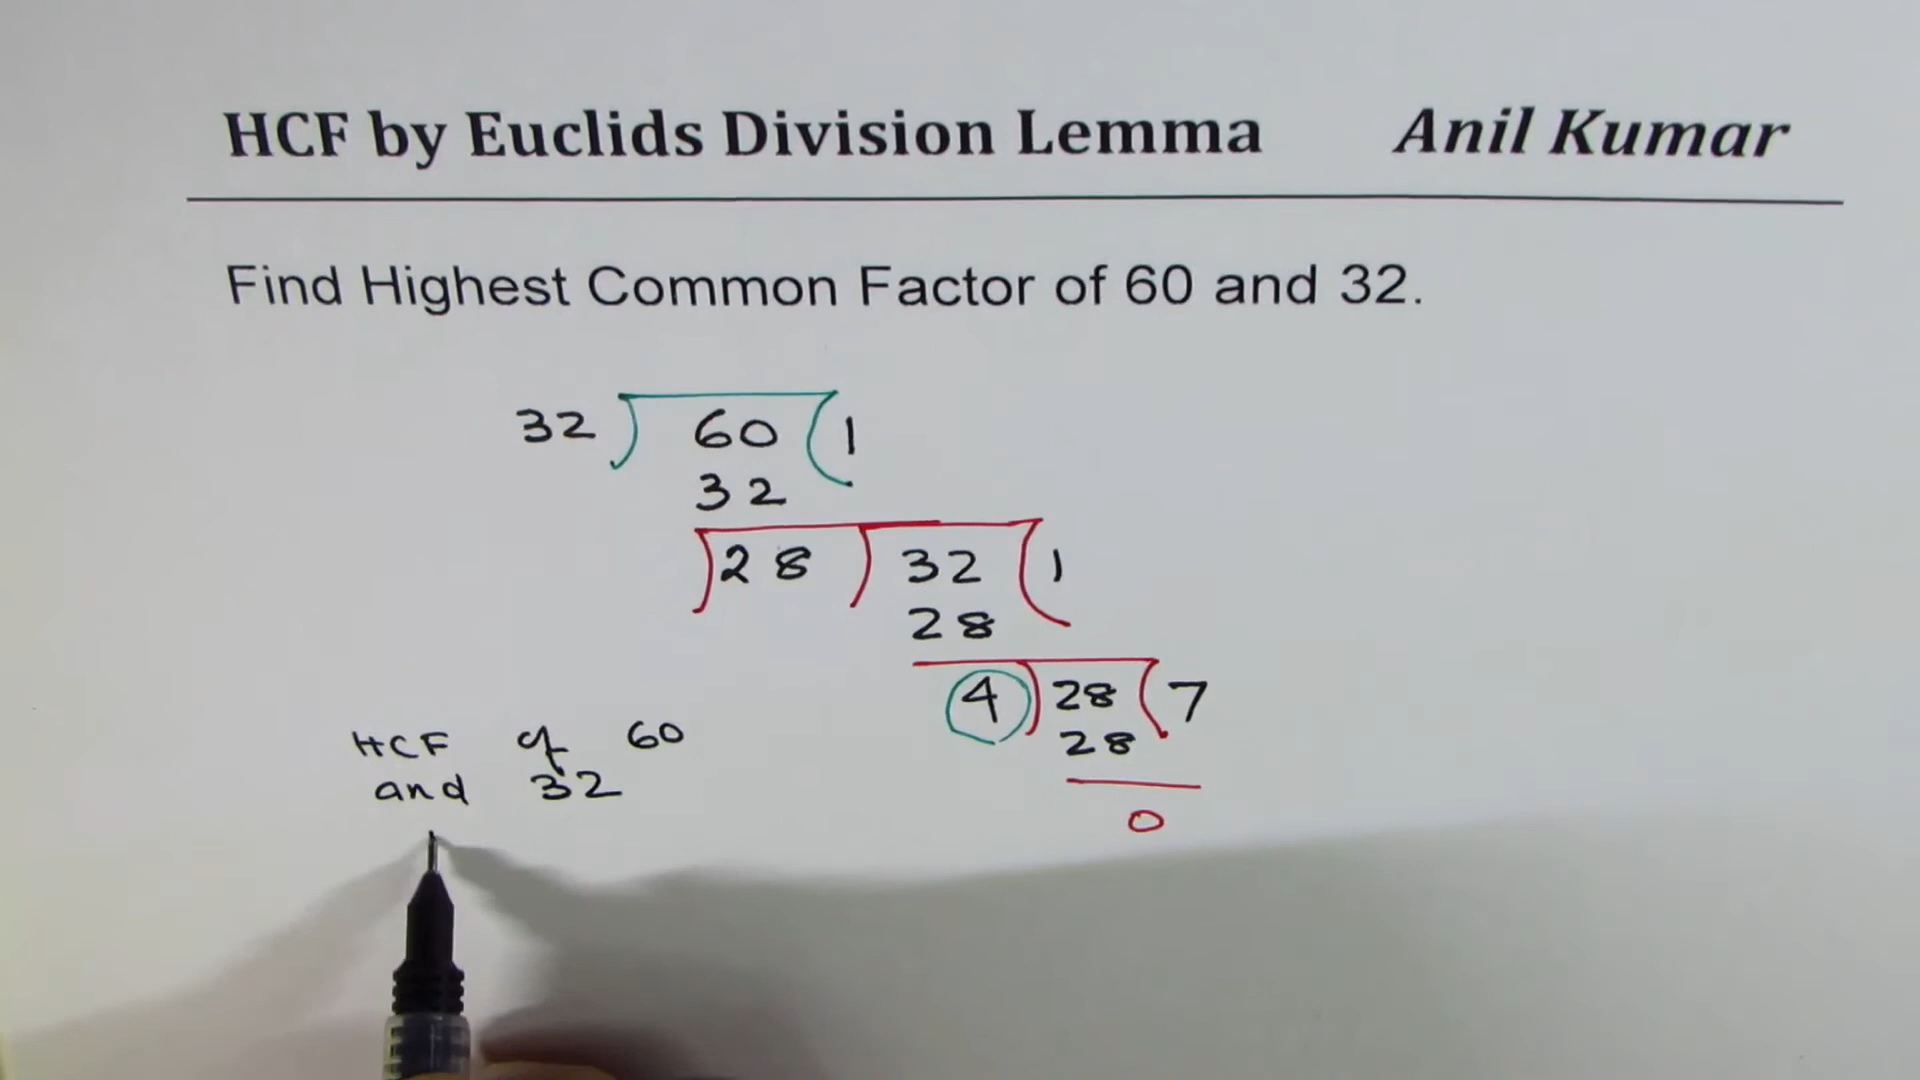 HCF by Euclids Division Lemma Anil Kumar
Find Highest Common Factor of 60 and 32.
32 ) 60 ( 1
32
28 ) 32 ( 1
28
4 ) 28 ( 7
28
0
HCF of 60
and 32